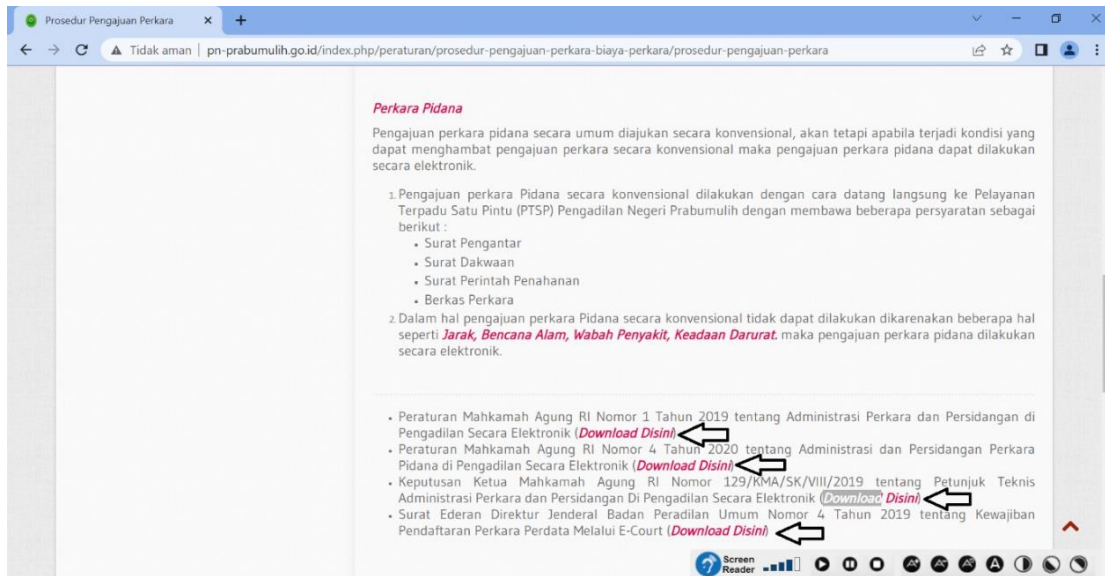 Prosedur Pengajuan Perkara
Tidak aman | pn-prabumulih.go.id/index.php/peraturan/prosedur-pengajuan-perkara-biaya-perkara/prosedur-pengajuan-perkara
Perkara Pidana
Pengajuan perkara pidana secara umum diajukan secara konvensional, akan tetapi apabila terjadi kondisi yang
dapat menghambat pengajuan perkara secara konvensional maka pengajuan perkara pidana dapat dilakukan
secara elektronik.
1. Pengajuan perkara Pidana secara konvensional dilakukan dengan cara datang langsung ke Pelayanan
Terpadu Satu Pintu (PTSP) Pengadilan Negeri Prabumulih dengan membawa beberapa persyaratan sebagai
berikut :
• Surat Pengantar
• Surat Dakwaan
• Surat Perintah Penahanan
• Berkas Perkara
2. Dalam hal pengajuan perkara Pidana secara konvensional tidak dapat dilakukan dikarenakan beberapa hal
seperti Jarak, Bencana Alam, Wabah Penyakit, Keadaan Darurat. maka pengajuan perkara pidana dilakukan
secara elektronik.
• Peraturan Mahkamah Agung RI Nomor 1 Tahun 2019 tentang Administrasi Perkara dan Persidangan di
Pengadilan Secara Elektronik (Download Disini)
• Peraturan Mahkamah Agung RI Nomor 4 Tahun 2020 tentang Administrasi dan Persidangan Perkara
Pidana di Pengadilan Secara Elektronik (Download Disini)
• Keputusan Ketua Mahkamah Agung RI Nomor 129/KMA/SK/VIII/2019 tentang Petunjuk Teknis
Administrasi Perkara dan Persidangan Di Pengadilan Secara Elektronik (Download Disini)
• Surat Ederan Direktur Jenderal Badan Peradilan Umum Nomor 4 Tahun 2019 tentang Kewajiban
Pendaftaran Perkara Perdata Melalui E-Court (Download Disini)
Screen
Reader